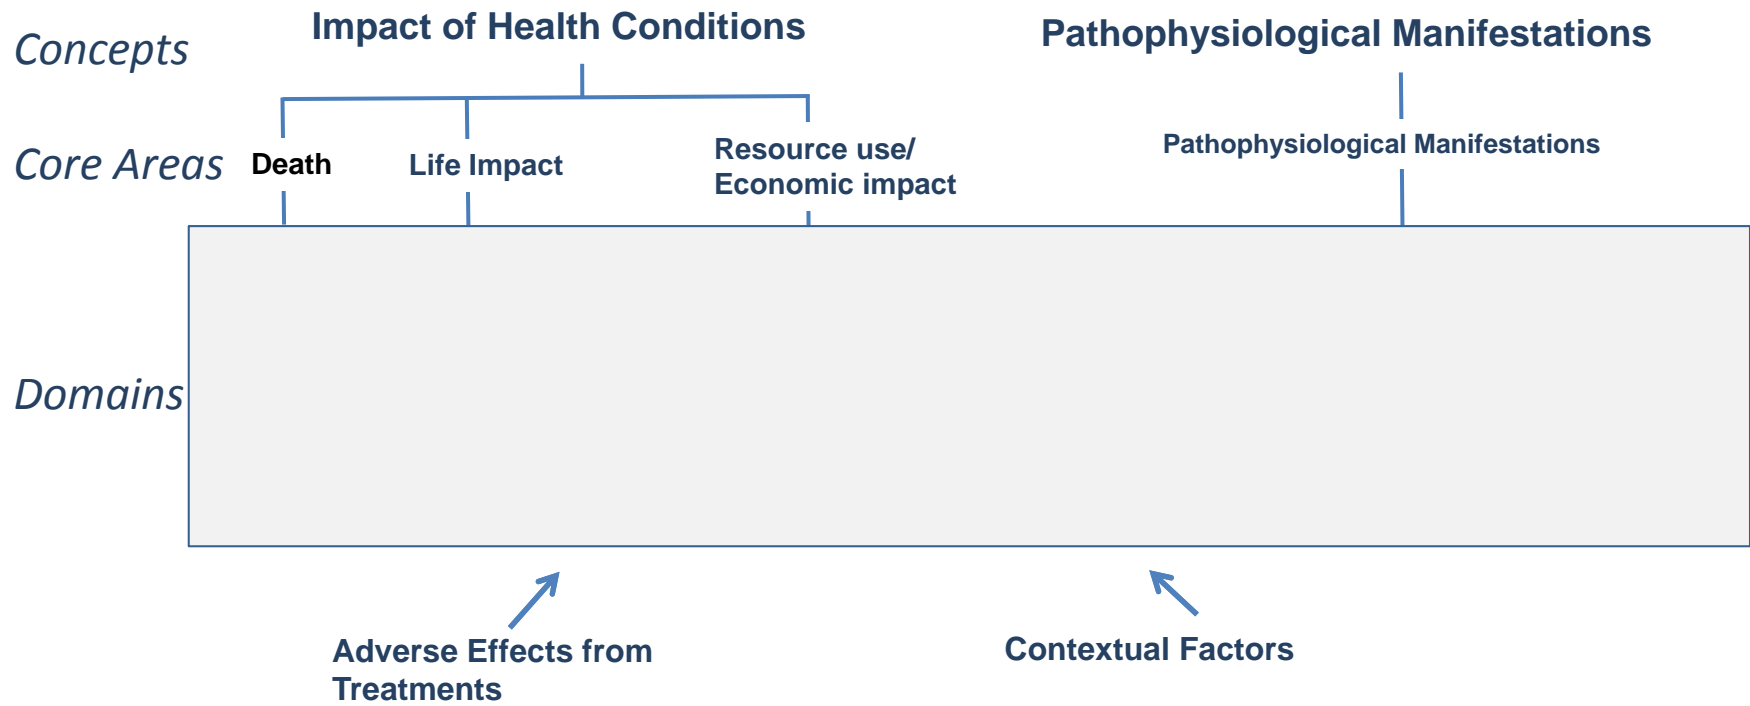 Concepts
Impact of Health Conditions
Pathophysiological Manifestations
Core Areas
Death
Life Impact
Resource use/
Economic impact
Pathophysiological Manifestations
Domains
Adverse Effects from
Treatments
Contextual Factors